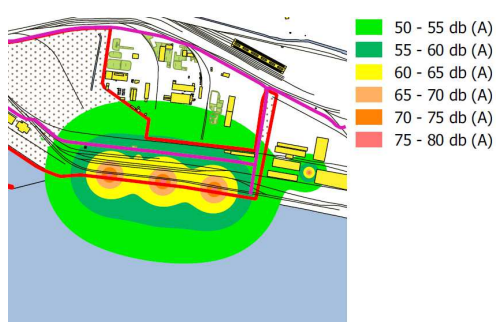 50 - 55 db (A)
55 - 60 db (A)
60 - 65 db (A)
65 - 70 db (A)
70 - 75 db (A)
75 - 80 db (A)